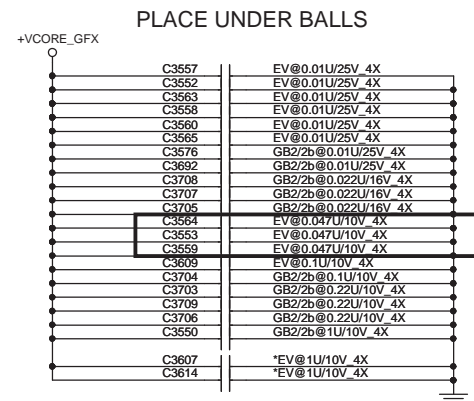 PLACE UNDER BALLS
+VCORE_GFX
C3557 EV@0.01U/25V_4X
C3552 EV@0.01U/25V_4X
C3563 EV@0.01U/25V_4X
C3558 EV@0.01U/25V_4X
C3560 EV@0.01U/25V_4X
C3565 EV@0.01U/25V_4X
C3576 GB2/2b@0.01U/25V_4X
C3692 GB2/2b@0.01U/25V_4X
C3708 GB2/2b@0.022U/16V_4X
C3707 GB2/2b@0.022U/16V_4X
C3705 GB2/2b@0.022U/16V_4X
C3564 EV@0.047U/10V_4X
C3553 EV@0.047U/10V_4X
C3559 EV@0.047U/10V_4X
C3609 EV@0.1U/10V_4X
C3704 GB2/2b@0.1U/10V_4X
C3703 GB2/2b@0.22U/10V_4X
C3709 GB2/2b@0.22U/10V_4X
C3706 GB2/2b@0.22U/10V_4X
C3550 GB2/2b@1U/10V_4X
C3607 *EV@1U/10V_4X
C3614 *EV@1U/10V_4X